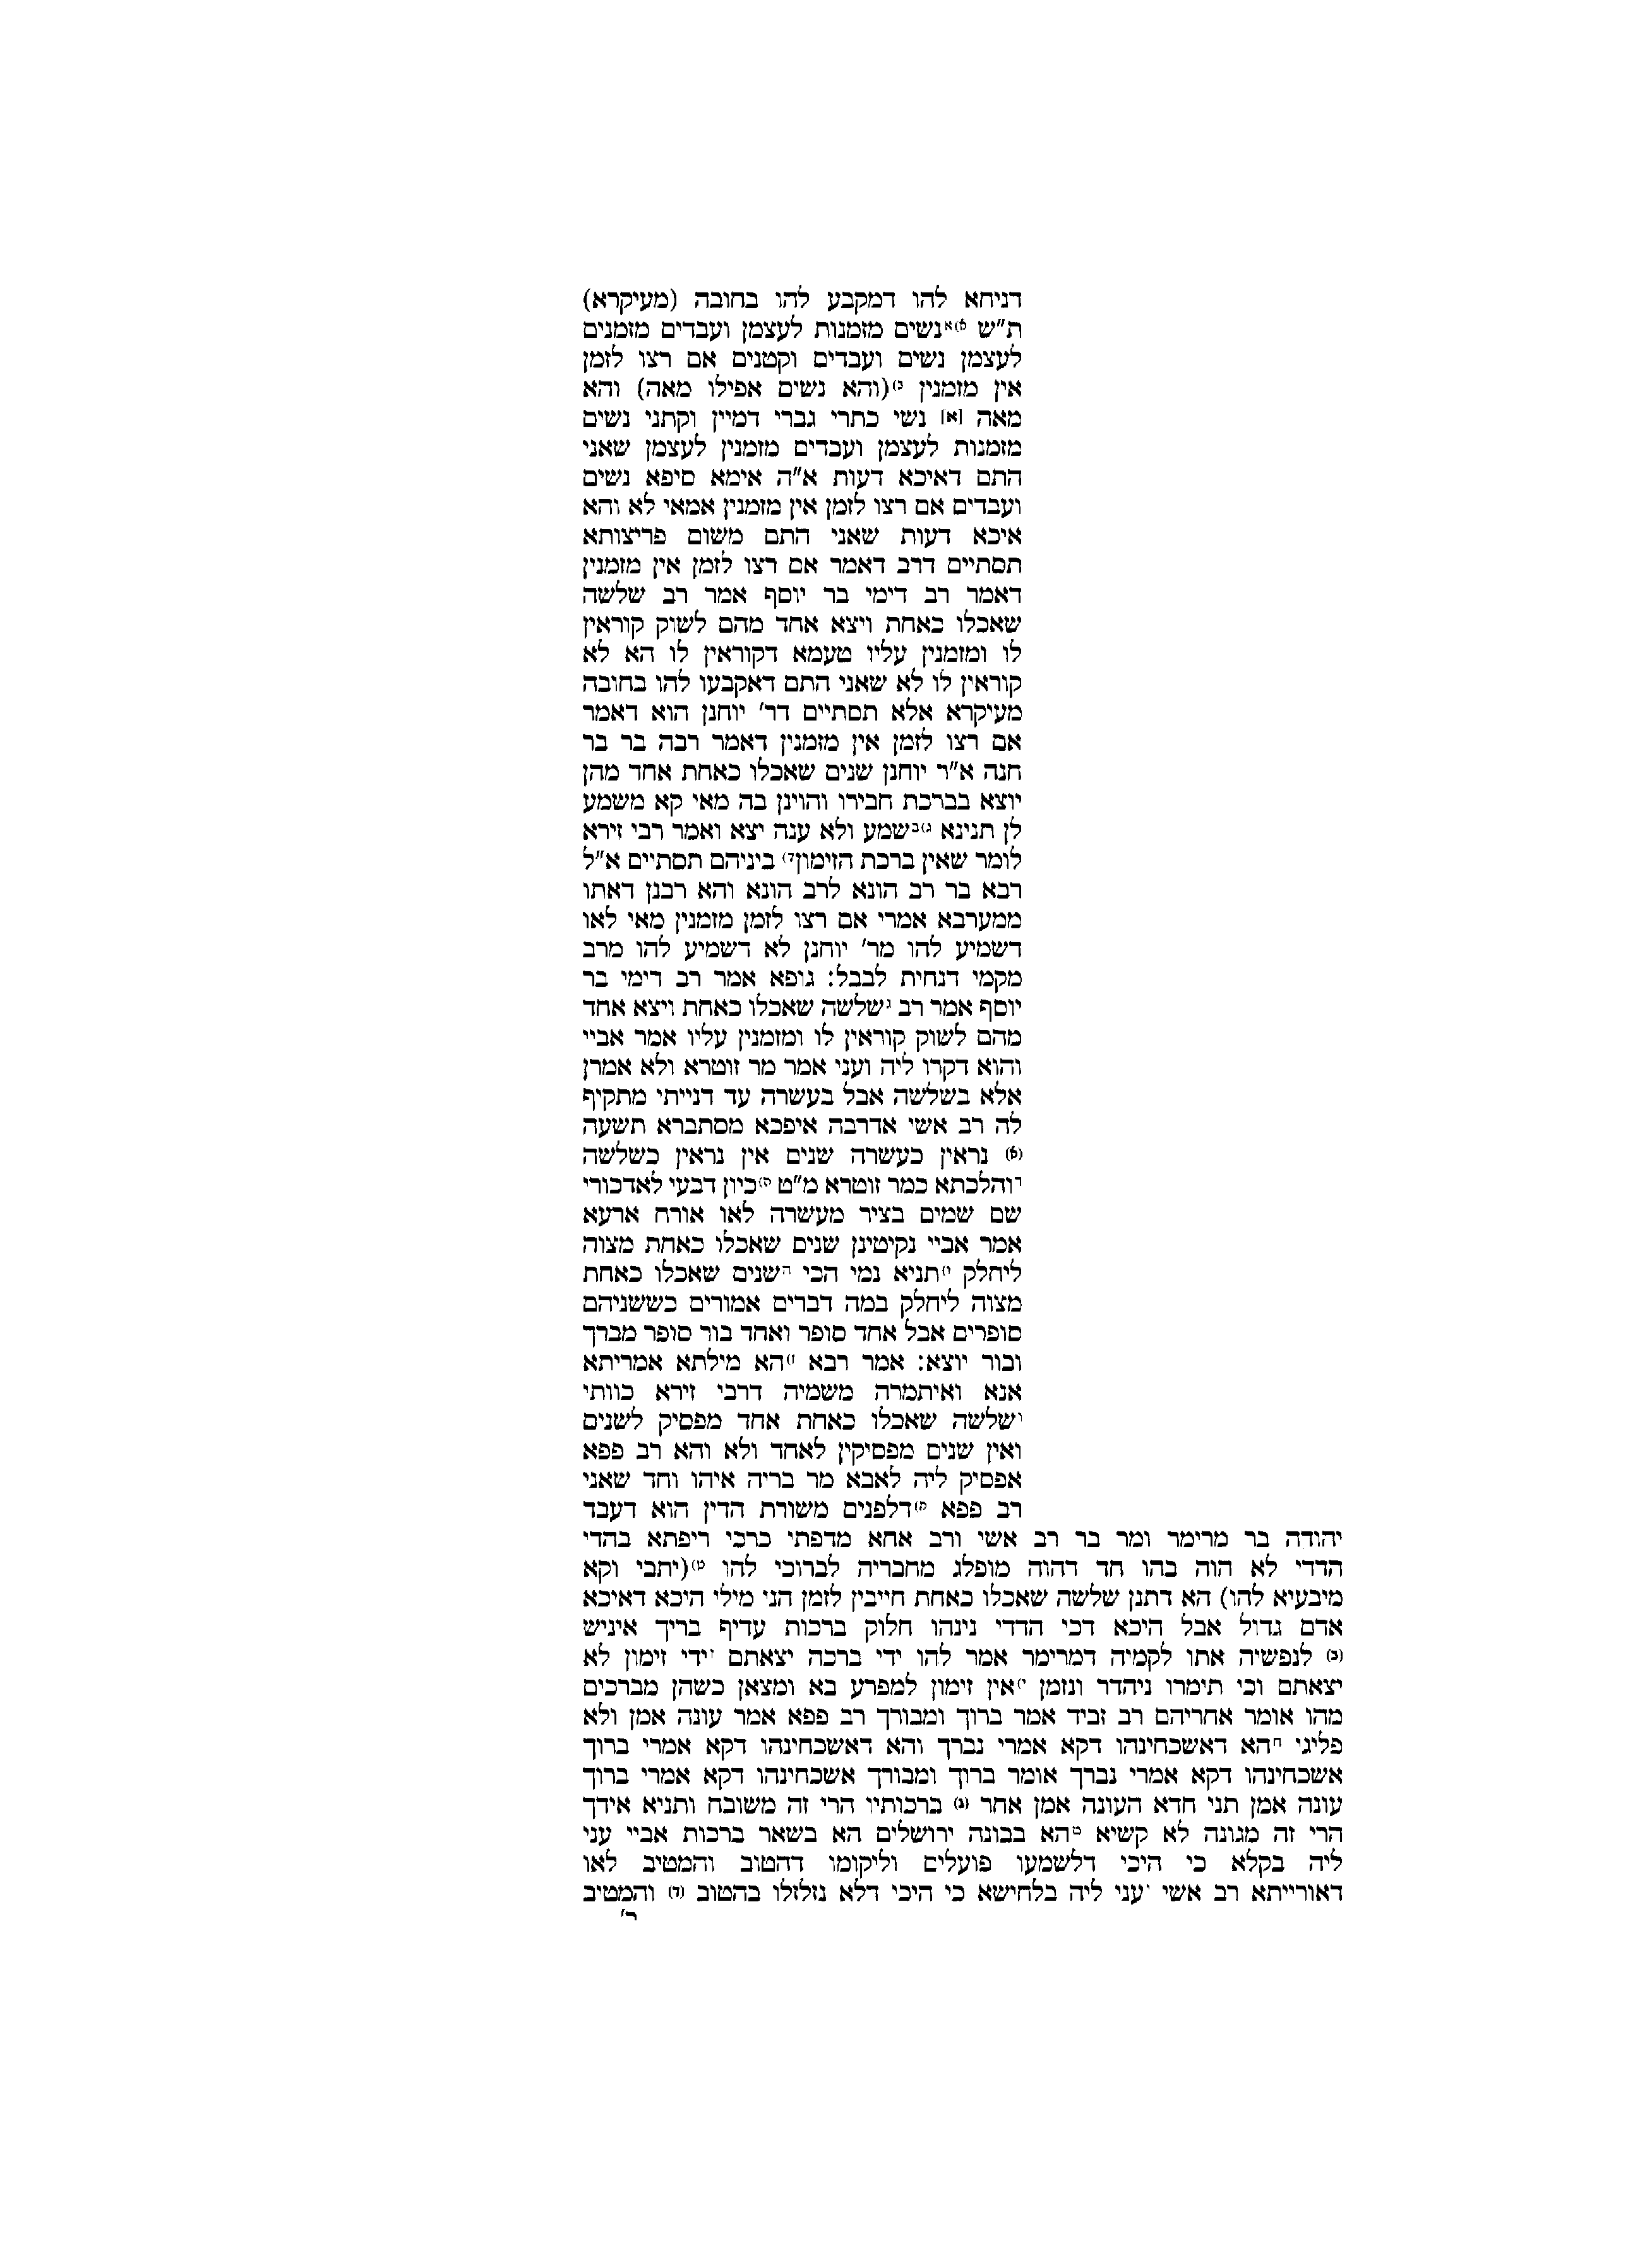 דניחא להו דמקבע להו בחובה (מעיקרא)
ת"ש ⁶⁾ᵃנשים מזמנות לעצמן ועבדים מזמנים
לעצמן נשים ועבדים וקטנים אם רצו לזמן
אין מזמנין ᵓ⁾(והא נשים אפילו מאה) והא
מאה [א] נשי כתרי גברי דמיין וקתני נשים
מזמנות לעצמן ועבדים מזמנין לעצמן שאני
התם דאיכא דעות א"ה אימא סיפא נשים
ועבדים אם רצו לזמן אין מזמנין אמאי לא והא
איכא דעות שאני התם משום פריצותא
תסתיים דרב דאמר אם רצו לזמן אין מזמנין
דאמר רב דימי בר יוסף אמר רב שלשה
שאכלו כאחת ויצא אחד מהם לשוק קוראין
לו ומזמנין עליו טעמא דקוראין לו הא לא
קוראין לו לא שאני התם דאקבעו להו בחובה
מעיקרא אלא תסתיים דר' יוחנן הוא דאמר
אם רצו לזמן אין מזמנין דאמר רבה בר בר
חנה א"ר יוחנן שנים שאכלו כאחת אחד מהן
יוצא בברכת חבירו והוינן בה מאי קא משמע
לן תנינא ג)בשמע ולא ענה יצא ואמר רבי זירא
לומר שאין ברכת הזימון ד) ביניהם תסתיים א"ל
רבא בר רב הונא לרב הונא והא רבנן דאתו
ממערבא אמרי אם רצו לזמן מזמנין מאי לאו
דשמיע להו מר' יוחנן לא דשמיע להו מרב
מקמי דנחית לבבל: גופא אמר רב דימי בר
יוסף אמר רב ג שלשה שאכלו כאחת ויצא אחד
מהם לשוק קוראין לו ומזמנין עליו אמר אביי
והוא דקרו ליה ועני אמר מר זוטרא ולא אמרן
אלא בשלשה אבל בעשרה עד דנייתי מתקיף
לה רב אשי אדרבה איפכא מסתברא תשעה
(א) נראין כעשרה שנים אין נראין כשלשה
ד והלכתא כמר זוטרא מ"ט ה)כיון דבעי לאדכורי
שם שמים בציר מעשרה לאו אורח ארעא
אמר אביי נקיטינן שנים שאכלו כאחת מצוה
ליחלק ו)תניא נמי הכי ה שנים שאכלו כאחת
מצוה ליחלק במה דברים אמורים כששניהם
סופרים אבל אחד סופר ואחד בור סופר מברך
ובור יוצא: אמר רבא ז)הא מילתא אמריתא
אנא ואיתמרה משמיה דרבי זירא כוותי
ו שלשה שאכלו כאחת אחד מפסיק לשנים
ואין שנים מפסיקין לאחד ולא והא רב פפא
אפסיק ליה לאבא מר בריה איהו וחד שאני
רב פפא ח)דלפנים משורת הדין הוא דעבד
יהודה בר מרימר ומר בר רב אשי ורב אחא מדפתי כרכי ריפתא בהדי
הדדי לא הוה בהו חד דהוה מופלג מחבריה לברוכי להו ט)(יתבי וקא
מיבעיא להו) הא דתנן שלשה שאכלו כאחת חייבין לזמן הני מילי היכא דאיכא
אדם גדול אבל היכא דכי הדדי נינהו חלוק ברכות עדיף בריך איניש
(ב) לנפשיה אתו לקמיה דמרימר אמר להו ידי ברכה יצאתם ז ידי זימון לא
יצאתם וכי תימרו ניהדר ונזמן י)אין זימון למפרע בא ומצאן כשהן מברכים
מהו אומר אחריהם רב זביד אמר ברוך ומבורך רב פפא אמר עונה אמן ולא
פליגי ח הא דאשכחינהו דקא אמרי נברך והא דאשכחינהו דקא אמרי ברוך
אשכחינהו דקא אמרי נברך אומר ברוך ומבורך אשכחינהו דקא אמרי ברוך
עונה אמן תני חדא העונה אמן אחר (ג) ברכותיו הרי זה משובח ותניא אידך
הרי זה מגונה לא קשיא ט הא בבונה ירושלים הא בשאר ברכות אביי עני
ליה בקלא כי היכי דלשמעו פועלים וליקומו דהטוב והמטיב לאו
דאורייתא רב אשי י עני ליה בלחישא כי היכי דלא נזלזלו בהטוב (ד) והמטיב
ר'